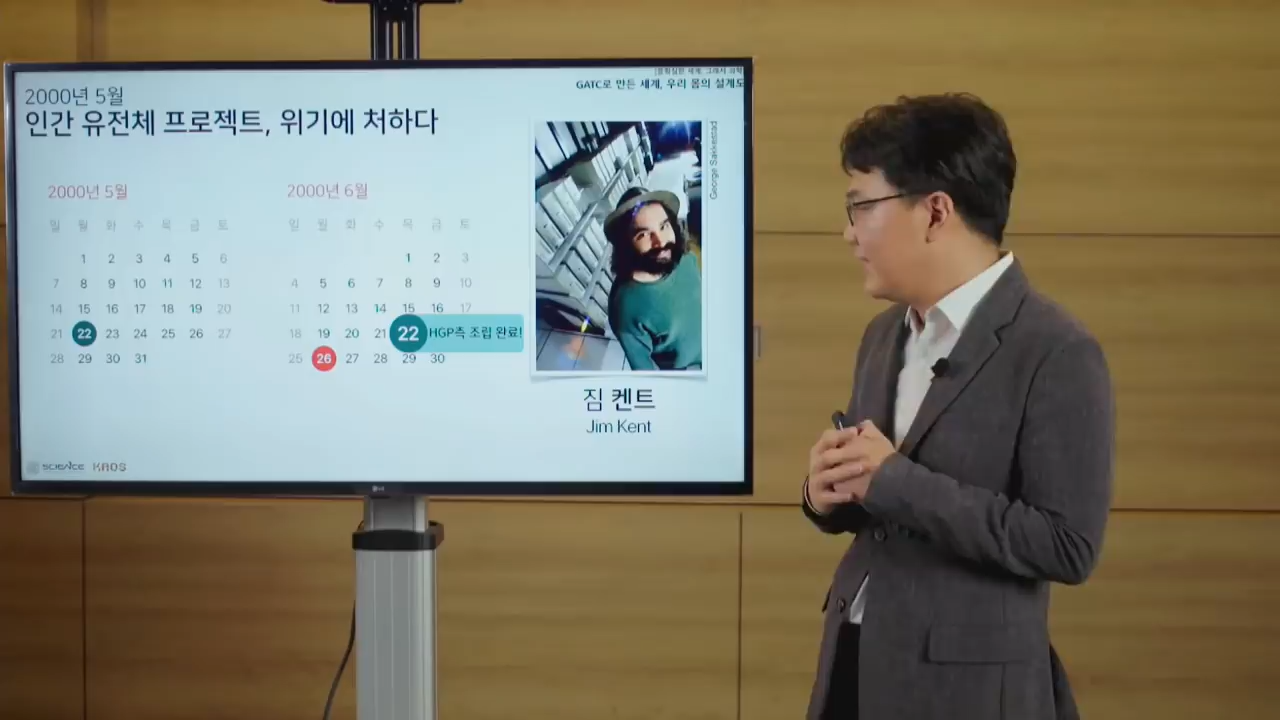 [불확실한 세계, 그래서 과학
GATC로 만든 세계, 우리 몸의 설계도
2000년 5월
인간 유전체 프로젝트, 위기에 처하다
2000년 5월
일 월 화 수 목 금 토
1 2 3 4 5 6
7 8 9 10 11 12 13
14 15 16 17 18 19 20
21 22 23 24 25 26 27
28 29 30 31
2000년 6월
일 월 화 수 목 금 토
1 2 3
4 5 6 7 8 9 10
11 12 13 14 15 16 17
18 19 20 21 22 HGP측 조립 완료!
25 26 27 28 29 30
George Sakkestad
짐 켄트
Jim Kent
SCIENCE KAOS
LG